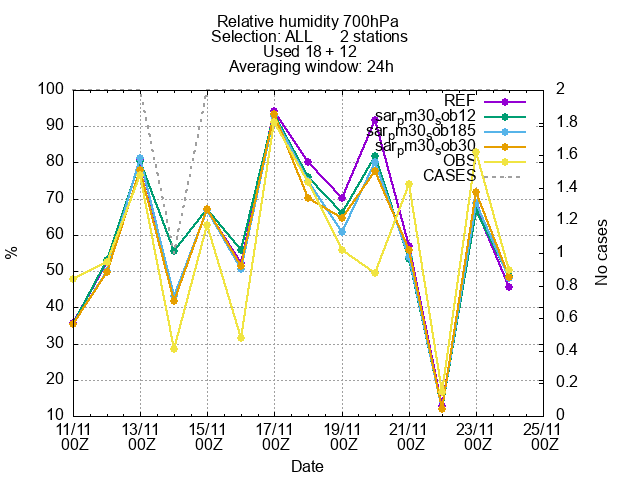 Relative humidity 700hPa
Selection: ALL 2 stations
Used 18 + 12
Averaging window: 24h
REF
sarpm30sob12
sarpm30sob185
sarpm30sob30
OBS
CASES
100
90
80
70
60
50
40
30
20
10
%
2
1.8
1.6
1.4
1.2
1
0.8
0.6
0.4
0.2
0
No cases
11/11 13/11 15/11 17/11 19/11 21/11 23/11 25/11
00Z 00Z 00Z 00Z 00Z 00Z 00Z 00Z
Date